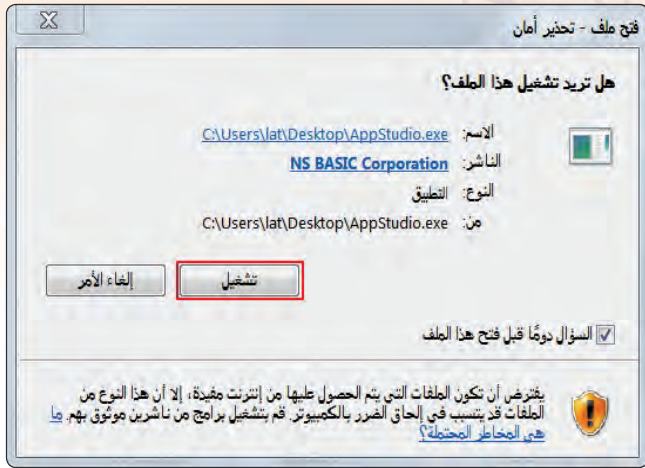 فتح ملف - تحذير أمان
هل تريد تشغيل هذا الملف؟
الاسم: C:\Users\lat\Desktop\AppStudio.exe
الناشر: NS BASIC Corporation
النوع: التطبيق
من: C:\Users\lat\Desktop\AppStudio.exe
تشغيل إلغاء الأمر
السؤال دومًا قبل فتح هذا الملف
يفترض أن تكون الملفات التي يتم الحصول عليها من إنترنت مفيدة، إلا أن هذا النوع من
الملفات قد يتسبب في إلحاق الضرر بالكمبيوتر. قم بتشغيل برامج من ناشرين موثوق بهم. ما
هي المخاطر المحتملة؟